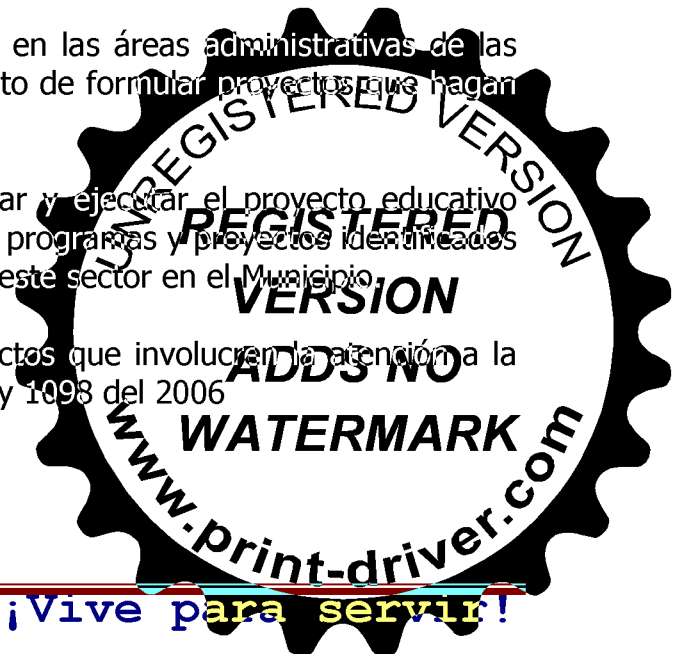 en las áreas administrativas de las
to de formular proyectos que hagan
ar y ejecutar el proyecto educativo
programas y proyectos identificados
este sector en el Municipio.
ctos que involucren la atención a la
y 1098 del 2006
UNREGISTERED VERSION
REGISTERED
VERSION
ADDS NO
WATERMARK
www.print-driver.com
¡Vive para servir!